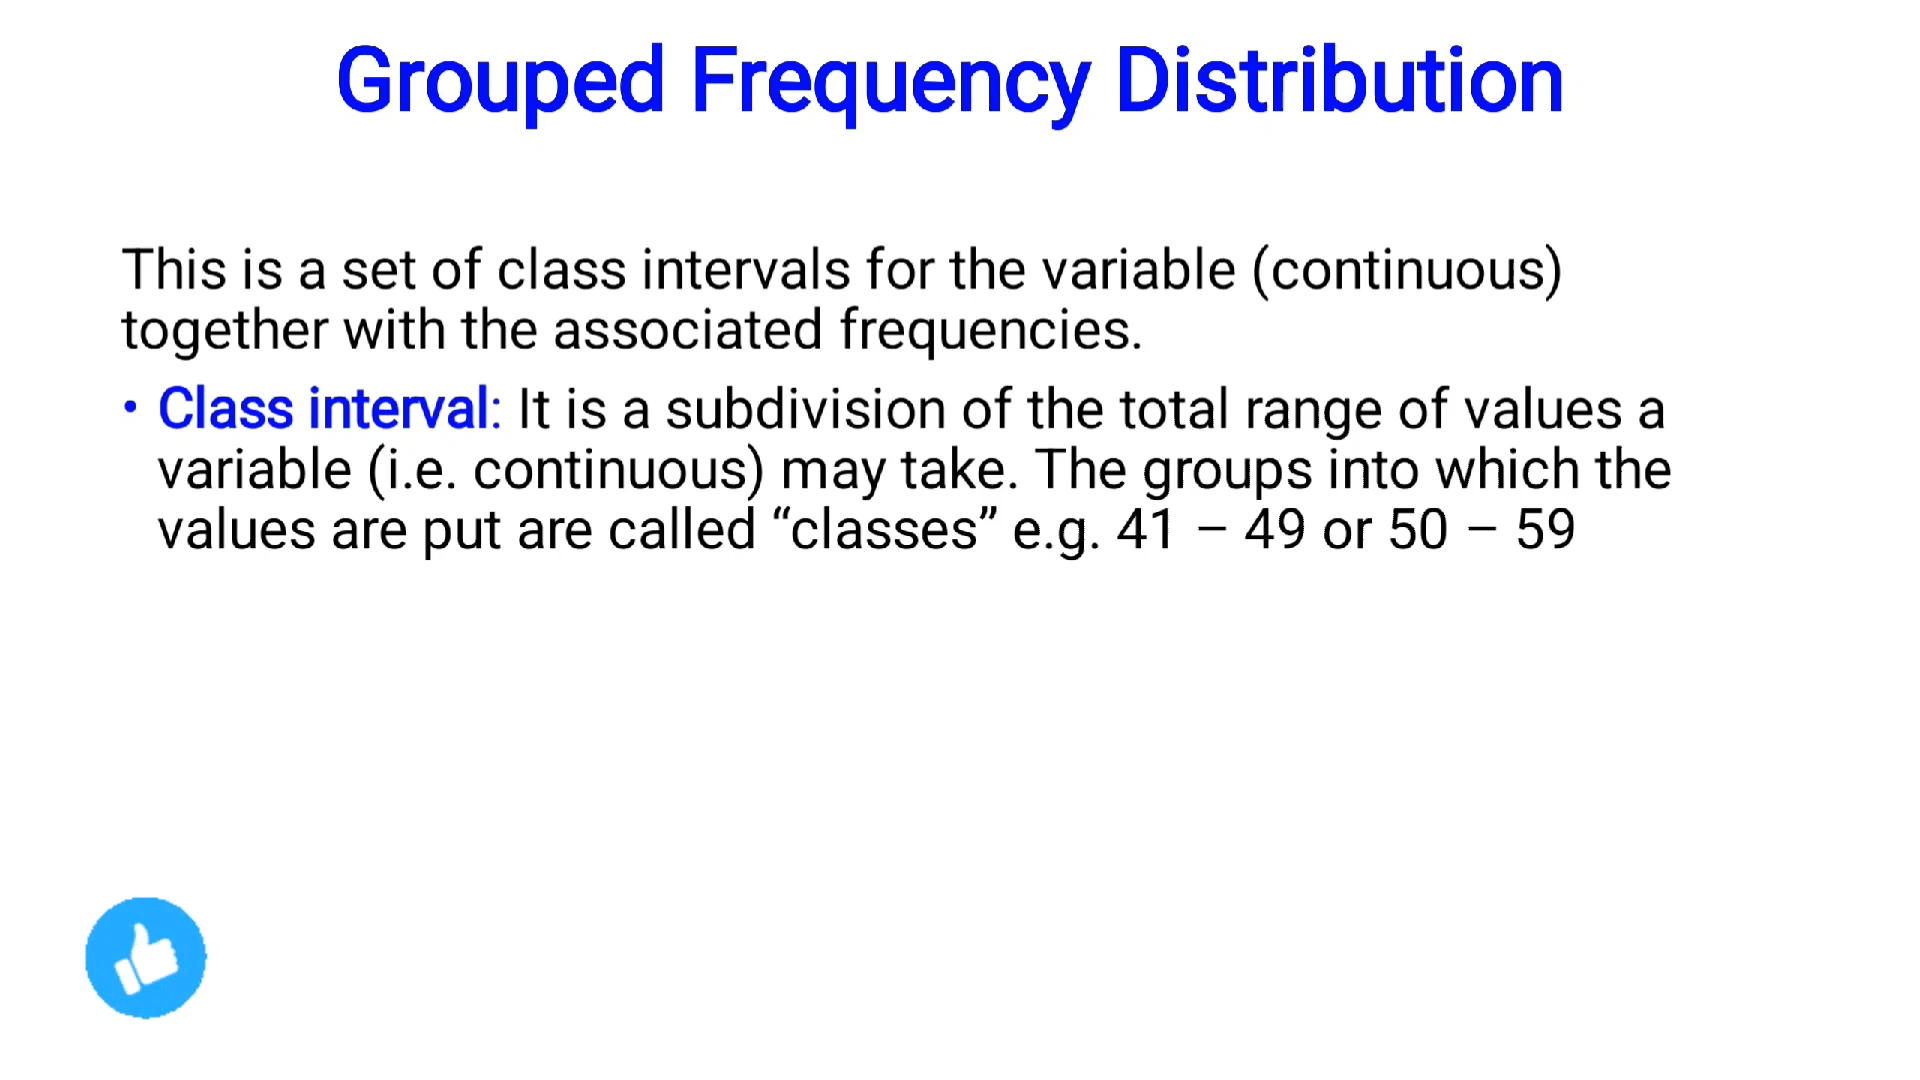 Grouped Frequency Distribution
This is a set of class intervals for the variable (continuous)
together with the associated frequencies.
• Class interval: It is a subdivision of the total range of values a
variable (i.e. continuous) may take. The groups into which the
values are put are called “classes” e.g. 41 – 49 or 50 – 59